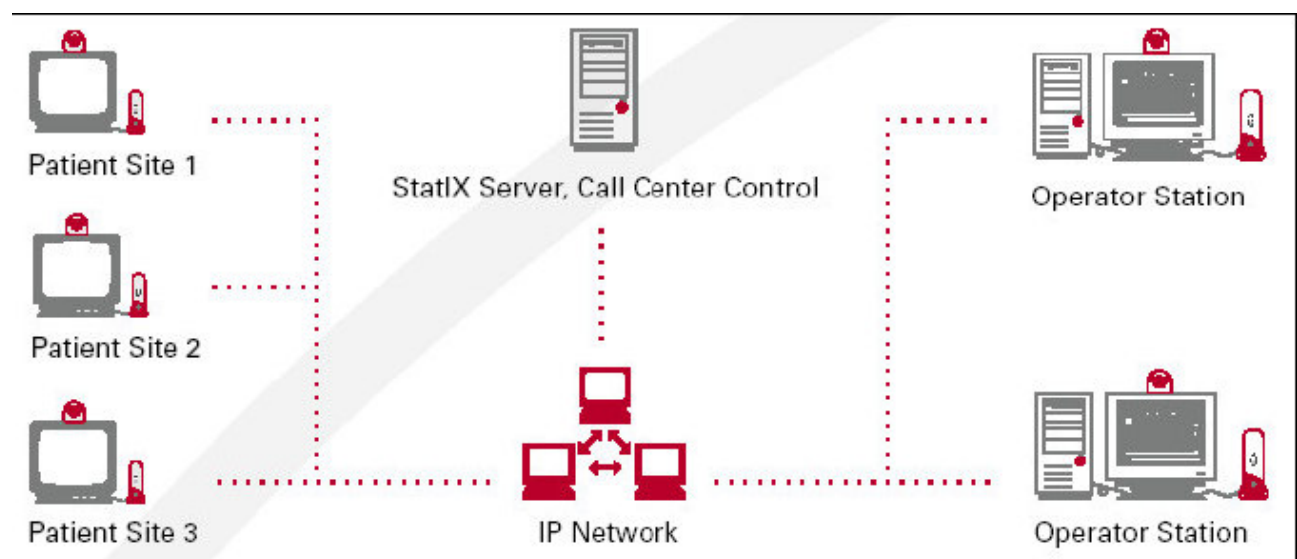 Patient Site 1
StatIX Server, Call Center Control
Operator Station
Patient Site 2
Patient Site 3
IP Network
Operator Station